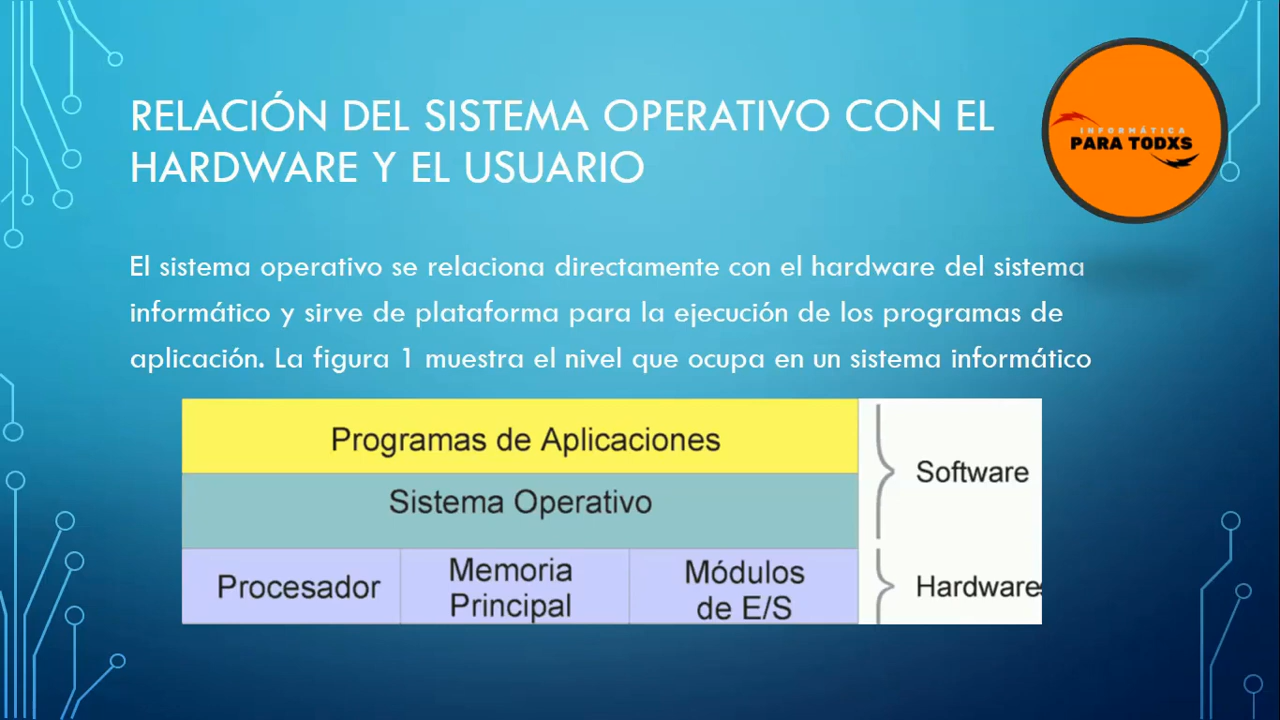 RELACIÓN DEL SISTEMA OPERATIVO CON EL
HARDWARE Y EL USUARIO
INFORMÁTICA
PARA TODXS
El sistema operativo se relaciona directamente con el hardware del sistema
informático y sirve de plataforma para la ejecución de los programas de
aplicación. La figura 1 muestra el nivel que ocupa en un sistema informático
Programas de Aplicaciones
Sistema Operativo
Software
Procesador
Memoria
Principal
Módulos
de E/S
Hardware